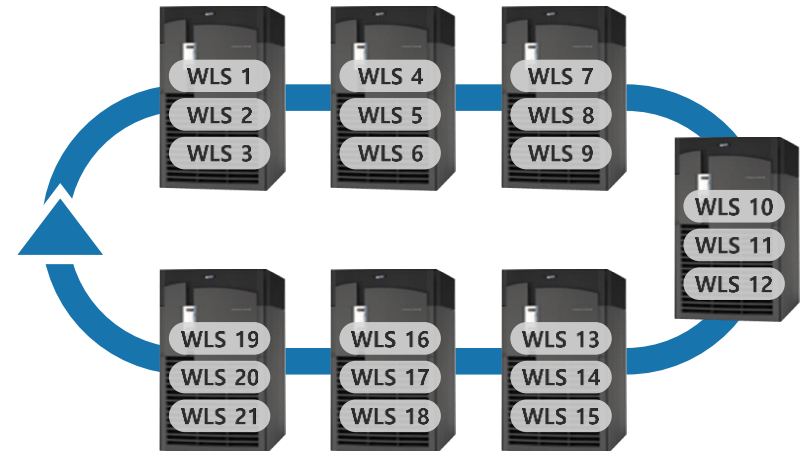 WLS 1
WLS 2
WLS 3
WLS 4
WLS 5
WLS 6
WLS 7
WLS 8
WLS 9
WLS 10
WLS 11
WLS 12
WLS 13
WLS 14
WLS 15
WLS 16
WLS 17
WLS 18
WLS 19
WLS 20
WLS 21